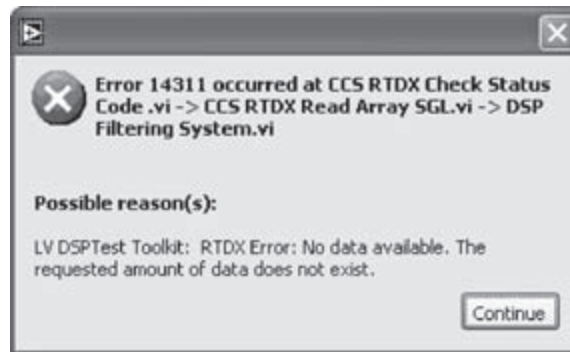 Error 14311 occurred at CCS RTDX Check Status
Code .vi -> CCS RTDX Read Array SGL.vi -> DSP
Filtering System.vi
Possible reason(s):
LV DSPTest Toolkit: RTDX Error: No data available. The
requested amount of data does not exist.
Continue